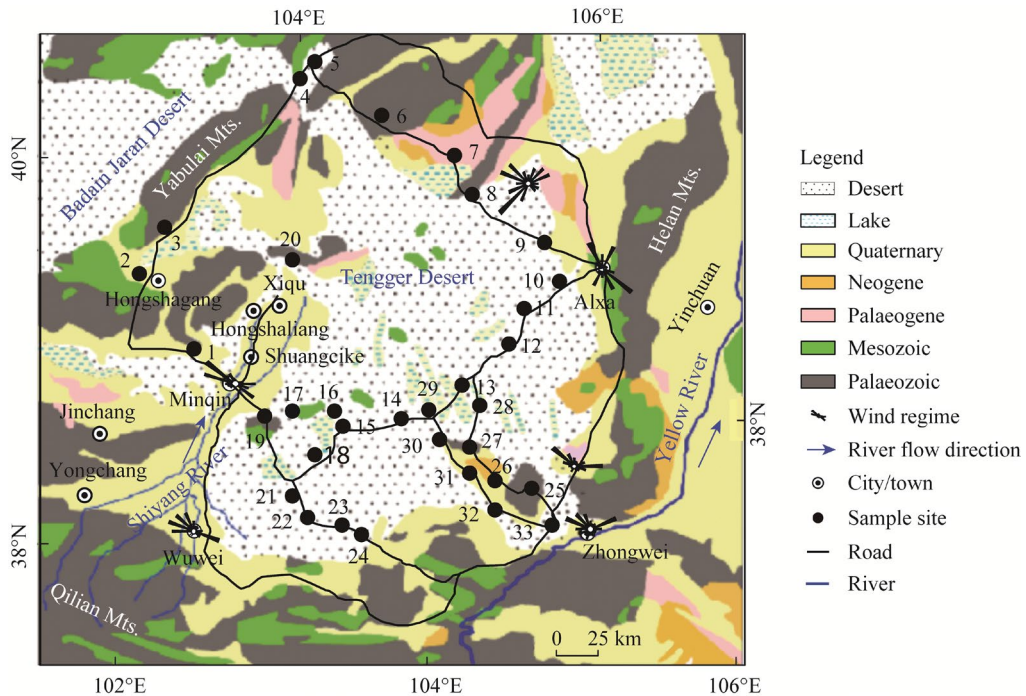 104°E
106°E
40°N
38°N
38°N
102°E
104°E
106°E
Badam Jaran Desert
Yabulai Mts.
Tengger Desert
Helan Mts.
Yinchuan
Yellow River
Shiyang River
Qilian Mts.
Hongshagang
Xiqu
Hongshaliang
Shuangcike
Minqin
Jinchang
Yongchang
Wuwei
Alxa
Zhongwei
1
2
3
4
5
6
7
8
9
10
11
12
13
14
15
16
17
18
19
20
21
22
23
24
25
26
27
28
29
30
31
32
33
0 25 km
Legend
Desert
Lake
Quaternary
Neogene
Palaeogene
Mesozoic
Palaeozoic
Wind regime
River flow direction
City/town
Sample site
Road
River